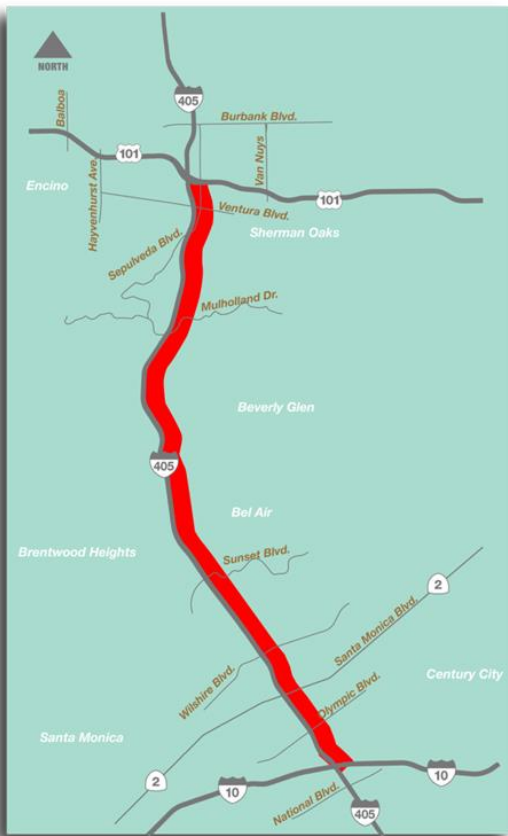 NORTH
405
Balboa
Burbank Blvd.
101
Van Nuys
Hayvenhurst Ave.
Encino
101
Ventura Blvd.
Sherman Oaks
Sepulveda Blvd.
Mulholland Dr.
Beverly Glen
405
Bel Air
Brentwood Heights
Sunset Blvd.
2
Santa Monica Blvd.
Wilshire Blvd.
Century City
Olympic Blvd.
Santa Monica
2
10
10
National Blvd.
405